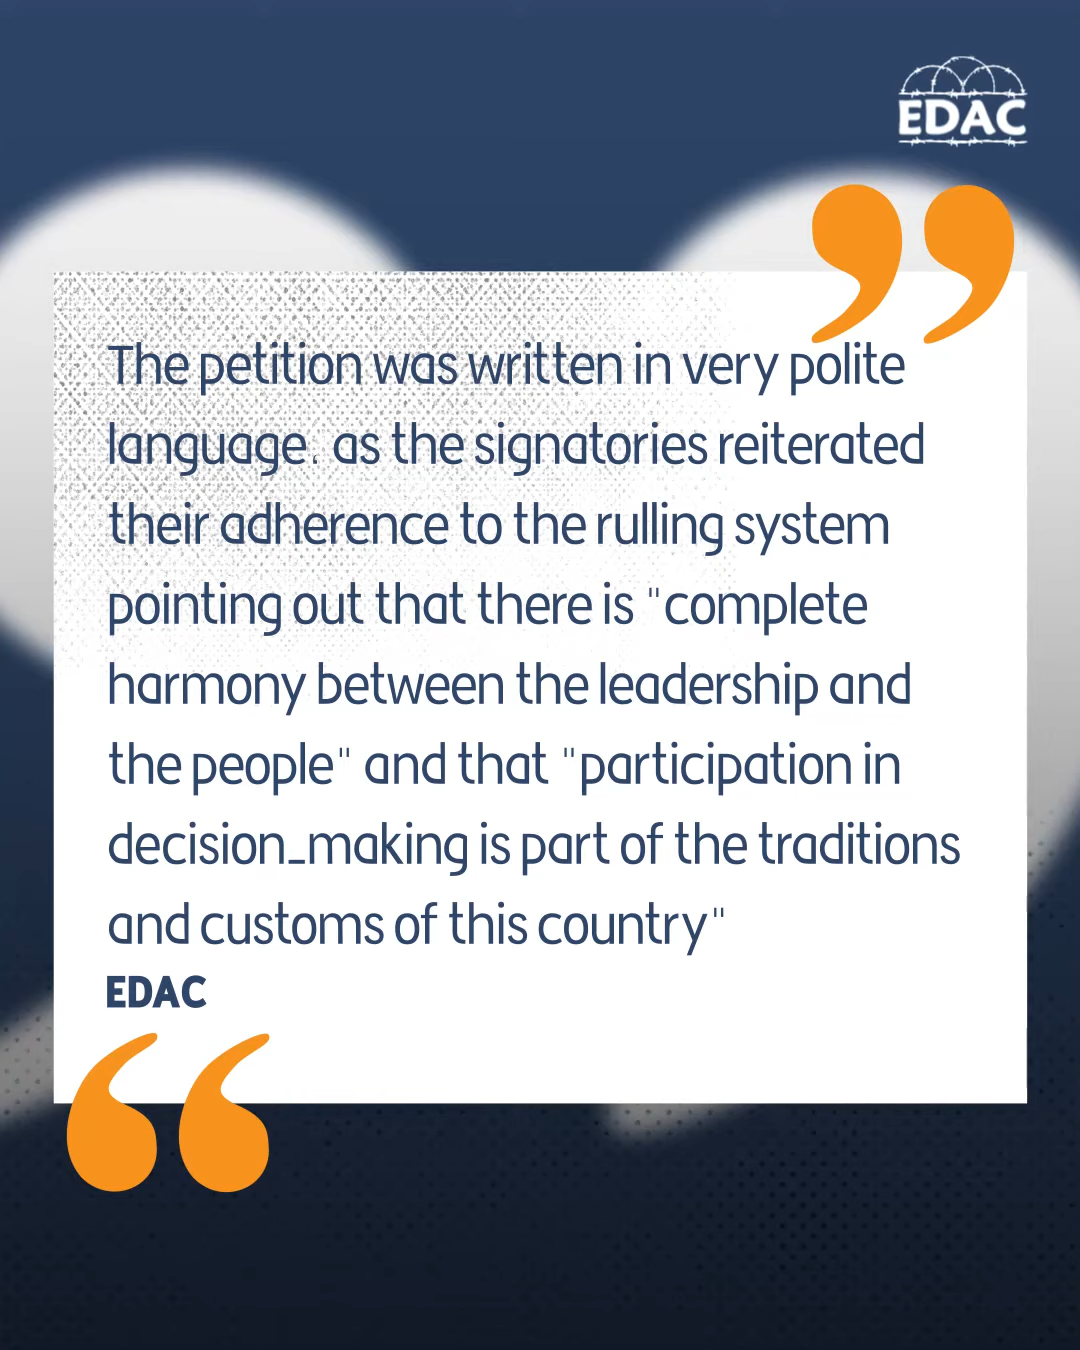 EDAC
The petition was written in very polite
language, as the signatories reiterated
their adherence to the rulling system
pointing out that there is "complete
harmony between the leadership and
the people" and that "participation in
decision_making is part of the traditions
and customs of this country"
EDAC